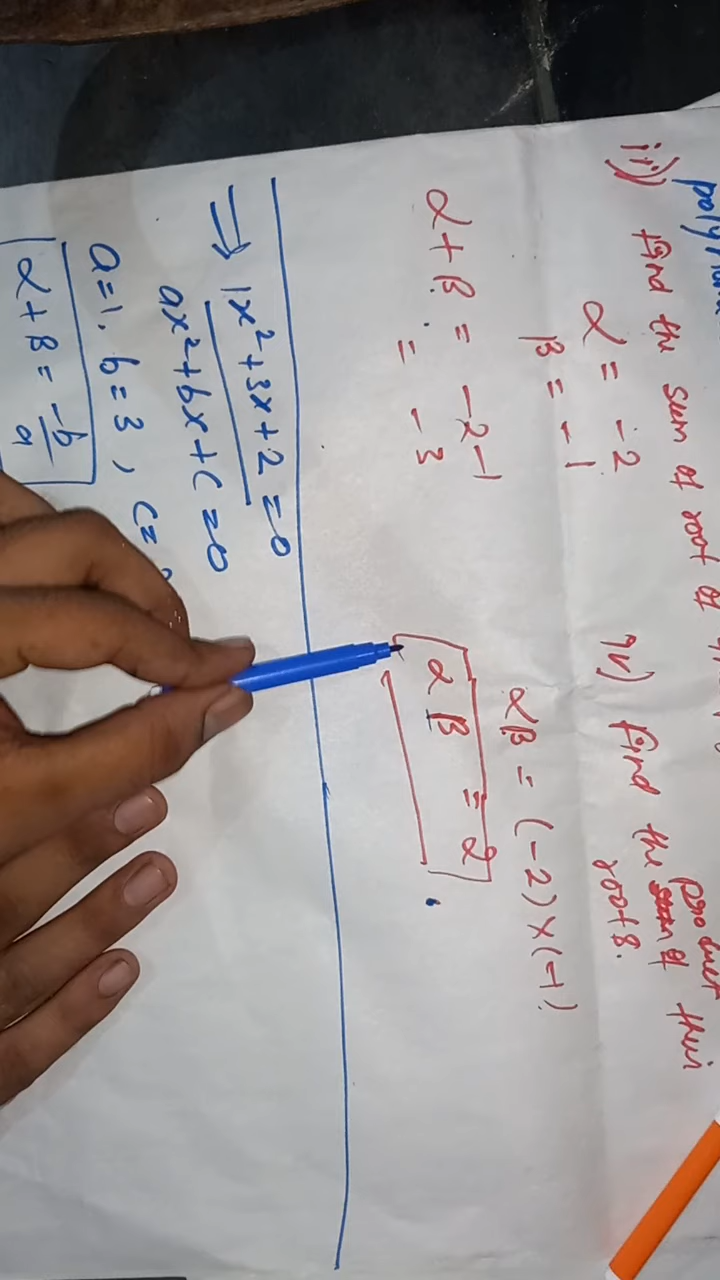 iii) find the sum of root of
α = -2
β = -1
α + β = -2-1
= -3
iv) find the product of their roots.
αβ = (-2)×(-1)
αβ = 2
⇒ 1x²+3x+2=0
ax²+bx+c=0
a=1, b=3, c=
α+β = -b/a